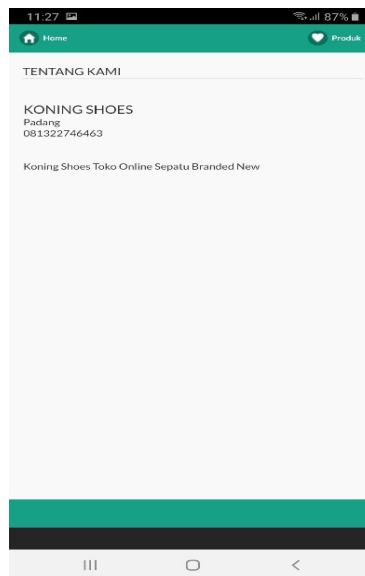 11:27 87%
Home Produk
TENTANG KAMI
KONING SHOES
Padang
081322746463
Koning Shoes Toko Online Sepatu Branded New